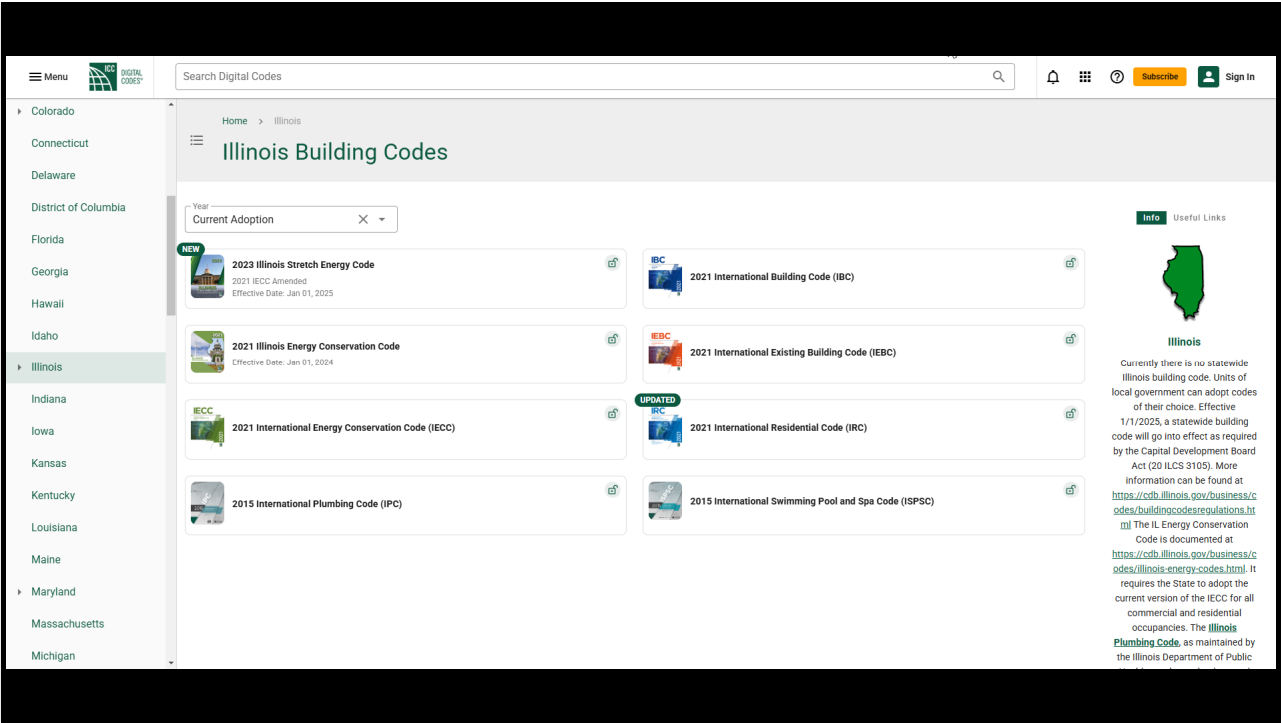 Menu
ICC
DIGITAL
CODES
Search Digital Codes
Subscribe
Sign In
Colorado
Connecticut
Delaware
District of Columbia
Florida
Georgia
Hawaii
Idaho
Illinois
Indiana
Iowa
Kansas
Kentucky
Louisiana
Maine
Maryland
Massachusetts
Michigan
Home > Illinois
Illinois Building Codes
Year
Current Adoption
NEW
2023 Illinois Stretch Energy Code
2021 IECC Amended
Effective Date: Jan 01, 2025
IBC
2021 International Building Code (IBC)
2021 Illinois Energy Conservation Code
Effective Date: Jan 01, 2024
IEBC
2021 International Existing Building Code (IEBC)
IECC
2021 International Energy Conservation Code (IECC)
UPDATED
IRC
2021 International Residential Code (IRC)
2015 International Plumbing Code (IPC)
2015 International Swimming Pool and Spa Code (ISPSC)
Info Useful Links
Illinois
Currently there is no statewide
Illinois building code. Units of
local government can adopt codes
of their choice. Effective
1/1/2025, a statewide building
code will go into effect as required
by the Capital Development Board
Act (20 ILCS 3105). More
information can be found at
https://cdb.illinois.gov/business/c
odes/buildingcodesregulations.ht
ml The IL Energy Conservation
Code is documented at
https://cdb.illinois.gov/business/c
odes/illinois-energy-codes.html. It
requires the State to adopt the
current version of the IECC for all
commercial and residential
occupancies. The Illinois
Plumbing Code, as maintained by
the Illinois Department of Public